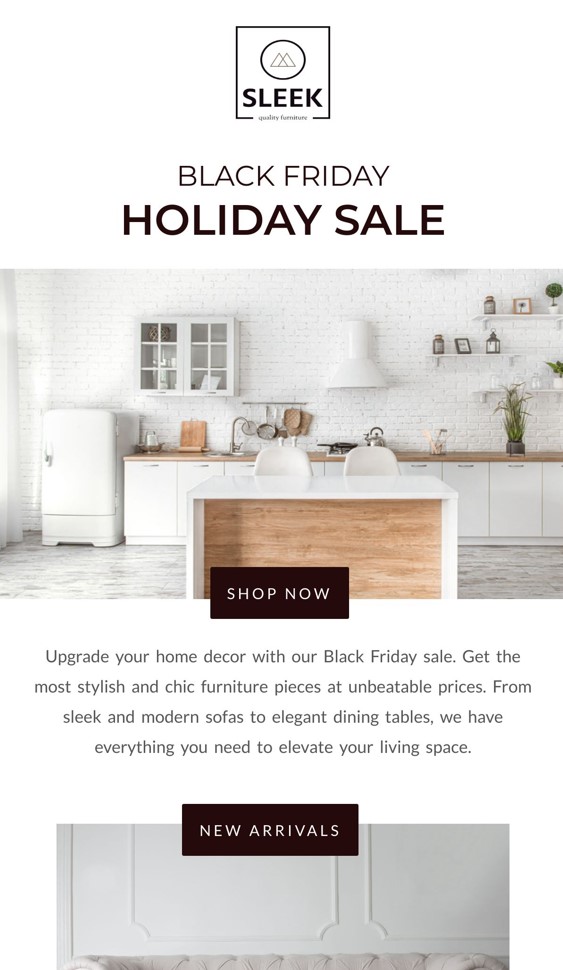 SLEEK
quality furniture
BLACK FRIDAY
HOLIDAY SALE
SHOP NOW
Upgrade your home decor with our Black Friday sale. Get the
most stylish and chic furniture pieces at unbeatable prices. From
sleek and modern sofas to elegant dining tables, we have
everything you need to elevate your living space.
NEW ARRIVALS